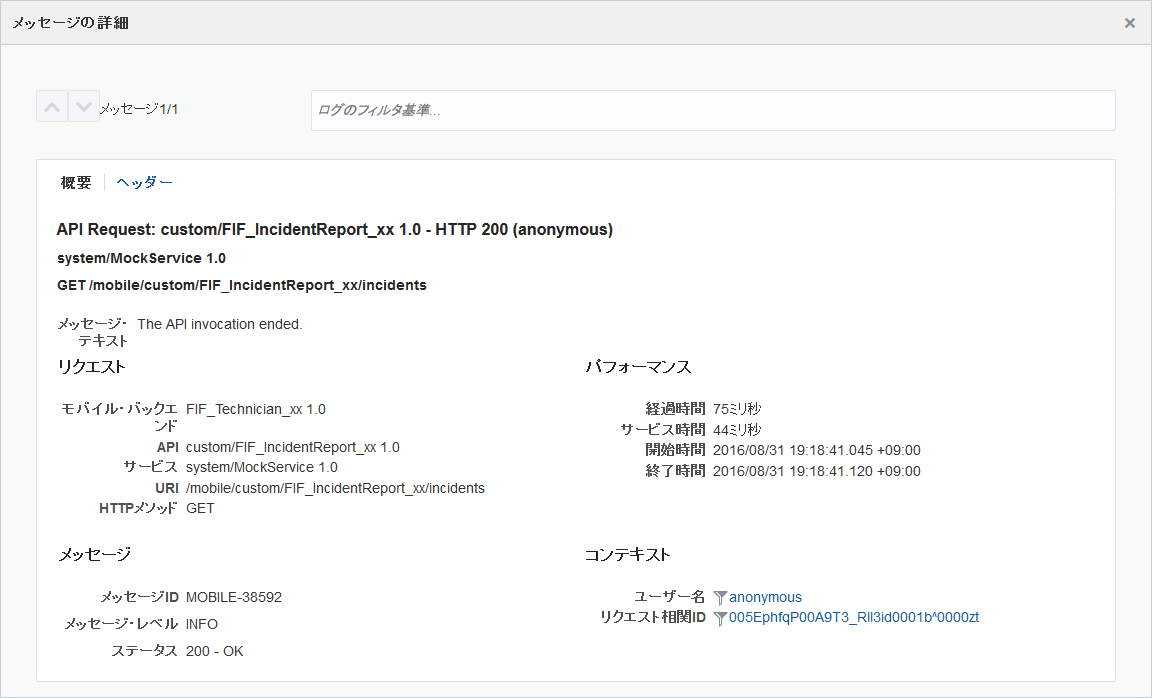 メッセージの詳細
×
メッセージ1/1
ログのフィルタ基準...
概要
ヘッダー
API Request: custom/FIF_IncidentReport_xx 1.0 - HTTP 200 (anonymous)
system/MockService 1.0
GET /mobile/custom/FIF_IncidentReport_xx/incidents
メッセージ・ The API invocation ended.
テキスト
リクエスト
モバイル・バックエ FIF_Technician_xx 1.0
ンド
API custom/FIF_IncidentReport_xx 1.0
サービス system/MockService 1.0
URI /mobile/custom/FIF_IncidentReport_xx/incidents
HTTPメソッド GET
パフォーマンス
経過時間 75ミリ秒
サービス時間 44ミリ秒
開始時間 2016/08/31 19:18:41.045 +09:00
終了時間 2016/08/31 19:18:41.120 +09:00
メッセージ
メッセージID MOBILE-38592
メッセージ・レベル INFO
ステータス 200 - OK
コンテキスト
ユーザー名 anonymous
リクエスト相関ID 005EphfqP00A9T3_Rll3id0001b^0000zt